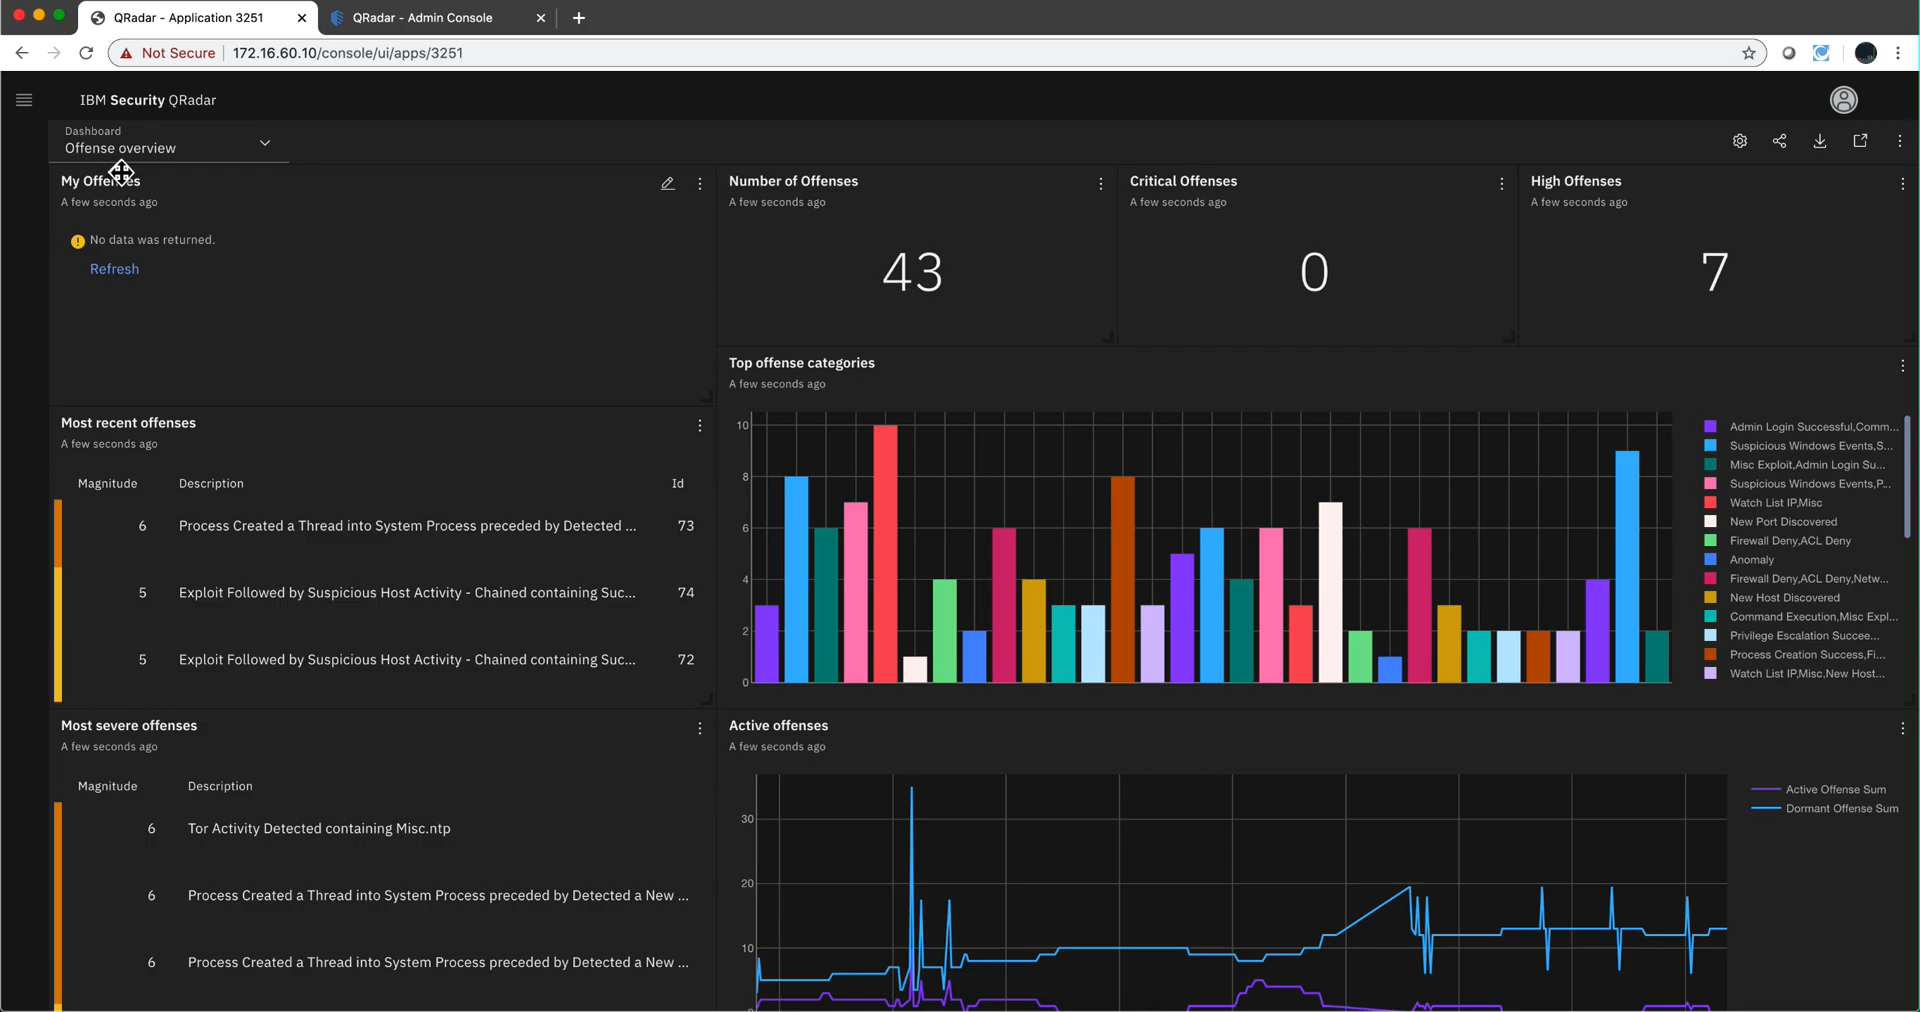 QRadar - Application 3251
QRadar - Admin Console
Not Secure
172.16.60.10/console/ui/apps/3251
IBM Security QRadar
Dashboard
Offense overview
My Offenses
A few seconds ago
No data was returned.
Refresh
Number of Offenses
A few seconds ago
43
Critical Offenses
A few seconds ago
0
High Offenses
A few seconds ago
7
Most recent offenses
A few seconds ago
Magnitude Description Id
6 Process Created a Thread into System Process preceded by Detected ... 73
5 Exploit Followed by Suspicious Host Activity - Chained containing Suc... 74
5 Exploit Followed by Suspicious Host Activity - Chained containing Suc... 72
Top offense categories
A few seconds ago
10
8
6
4
2
0
Admin Login Successful,Comm...
Suspicious Windows Events,S...
Misc Exploit,Admin Login Su...
Suspicious Windows Events,P...
Watch List IP,Misc
New Port Discovered
Firewall Deny,ACL Deny
Anomaly
Firewall Deny,ACL Deny,Netw...
New Host Discovered
Command Execution,Misc Expl...
Privilege Escalation Succee...
Process Creation Success,Fi...
Watch List IP,Misc,New Host...
Most severe offenses
A few seconds ago
Magnitude Description
6 Tor Activity Detected containing Misc.ntp
6 Process Created a Thread into System Process preceded by Detected a New ...
6 Process Created a Thread into System Process preceded by Detected a New ...
Active offenses
A few seconds ago
30
20
10
Active Offense Sum
Dormant Offense Sum